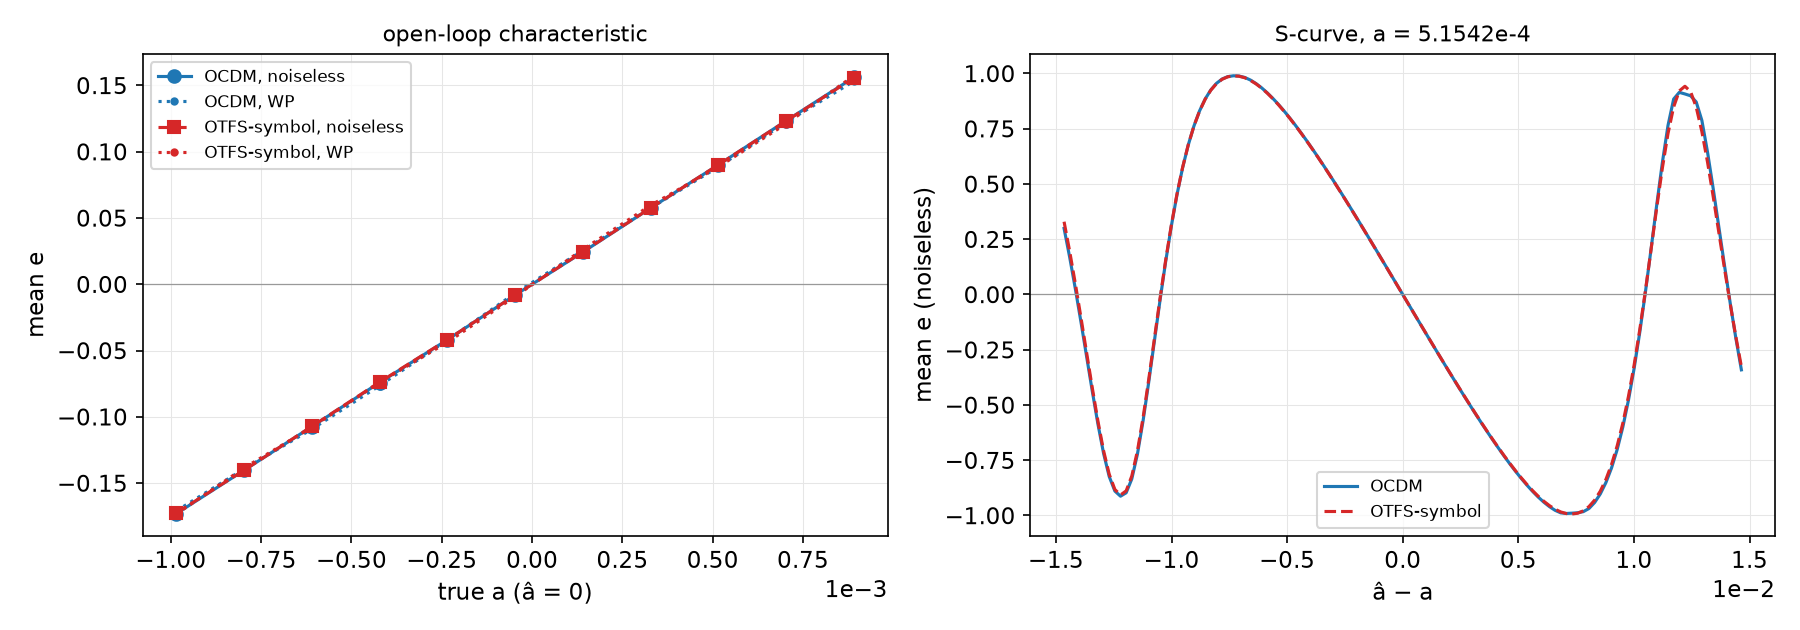 open-loop characteristic
OCDM, noiseless
OCDM, WP
OTFS-symbol, noiseless
OTFS-symbol, WP
0.15
0.10
0.05
0.00
−0.05
−0.10
−0.15
mean e
−1.00 −0.75 −0.50 −0.25 0.00 0.25 0.50 0.75
1e−3
true a (â = 0)
S-curve, a = 5.1542e-4
1.00
0.75
0.50
0.25
0.00
−0.25
−0.50
−0.75
−1.00
mean e (noiseless)
OCDM
OTFS-symbol
−1.5 −1.0 −0.5 0.0 0.5 1.0 1.5
1e−2
â − a